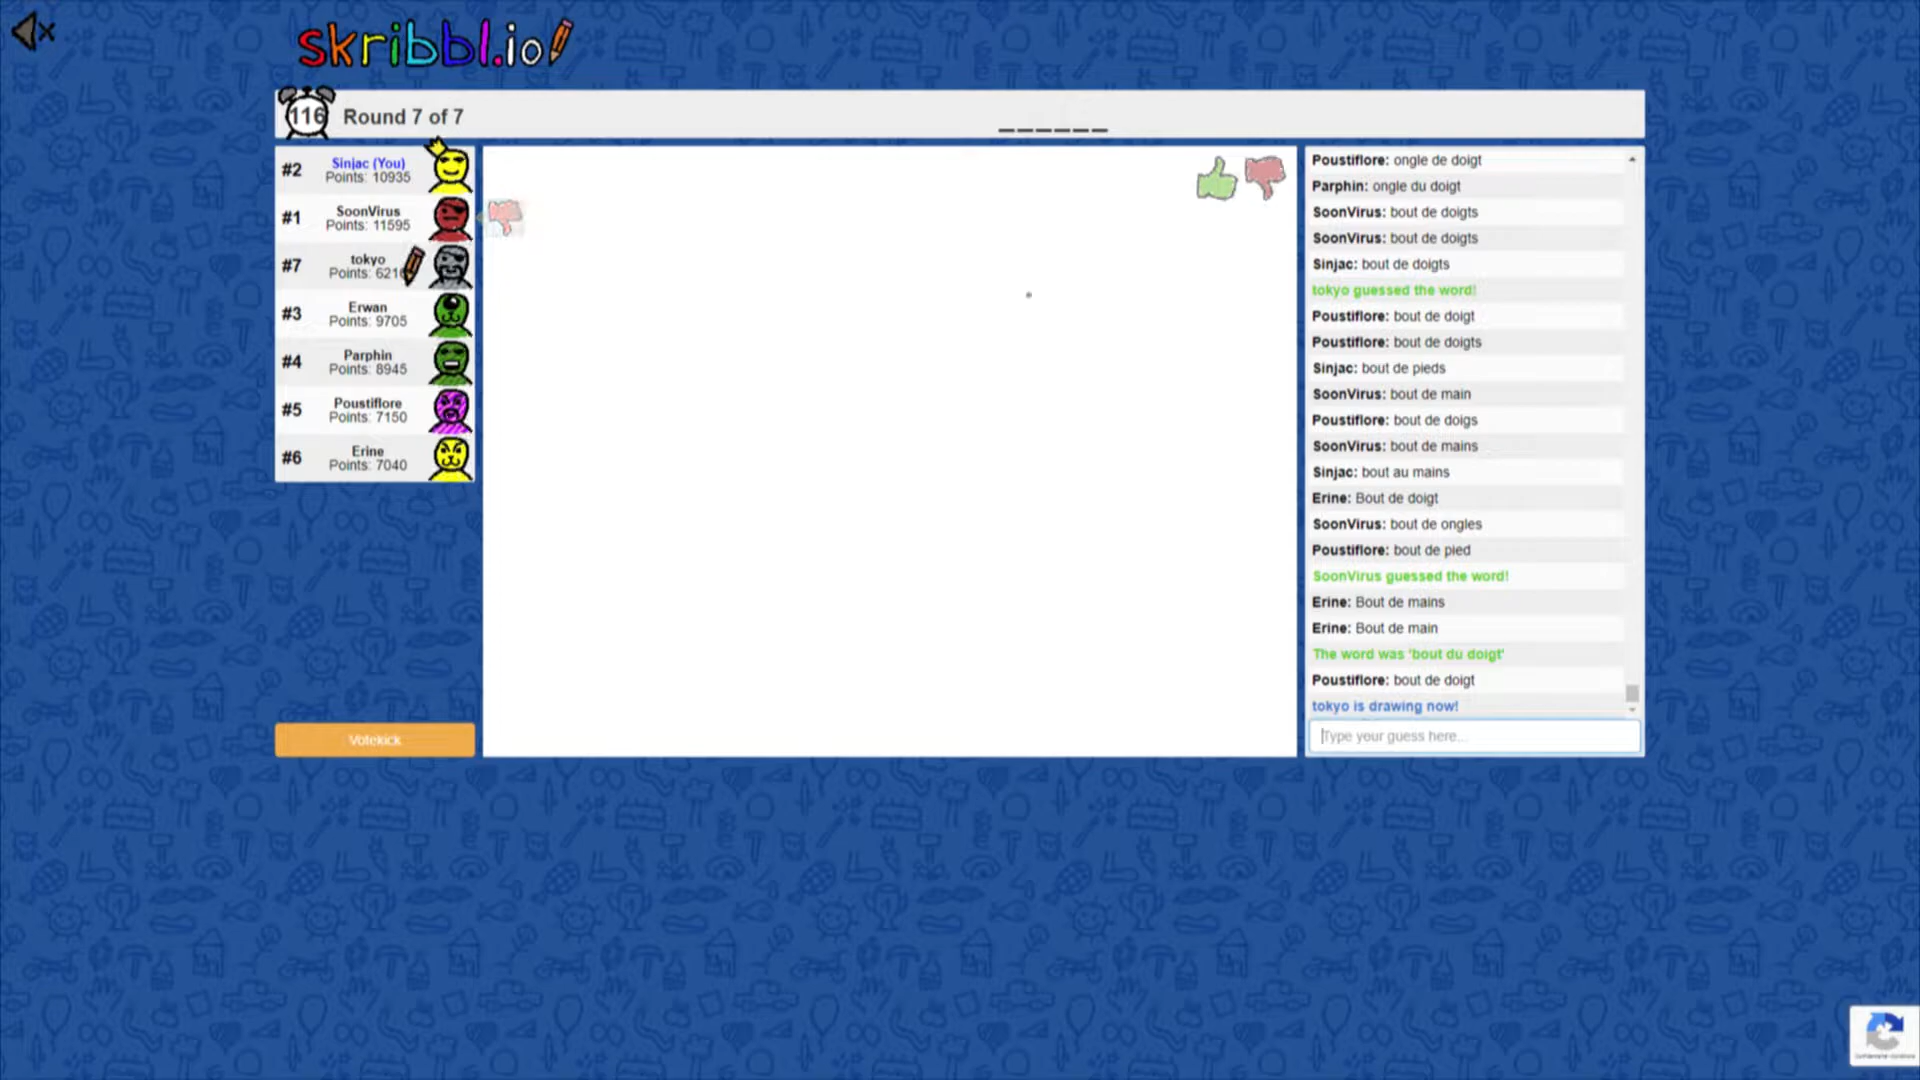 skribbl.io
116 Round 7 of 7
______
#2 Sinjac (You)
Points: 10935
#1 SoonVirus
Points: 11595
#7 tokyo
Points: 6216
#3 Erwan
Points: 9705
#4 Parphin
Points: 8945
#5 Poustiflore
Points: 7150
#6 Erine
Points: 7040
Votekick
Poustiflore: ongle de doigt
Parphin: ongle du doigt
SoonVirus: bout de doigts
SoonVirus: bout de doigts
Sinjac: bout de doigts
tokyo guessed the word!
Poustiflore: bout de doigt
Poustiflore: bout de doigts
Sinjac: bout de pieds
SoonVirus: bout de main
Poustiflore: bout de doigs
SoonVirus: bout de mains
Sinjac: bout au mains
Erine: Bout de doigt
SoonVirus: bout de ongles
Poustiflore: bout de pied
SoonVirus guessed the word!
Erine: Bout de mains
Erine: Bout de main
The word was 'bout du doigt'
Poustiflore: bout de doigt
tokyo is drawing now!
Type your guess here...